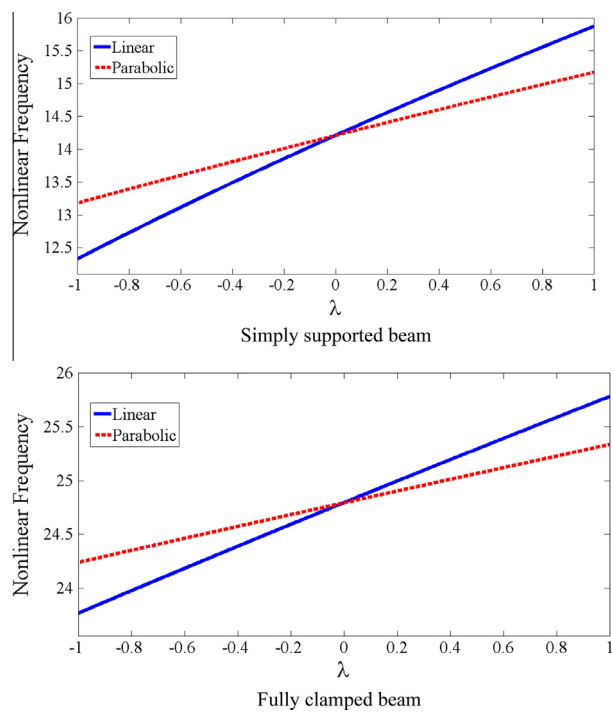 16
15.5
15
14.5
14
13.5
13
12.5
Nonlinear Frequency
Linear
Parabolic
-1 -0.8 -0.6 -0.4 -0.2 0 0.2 0.4 0.6 0.8 1
λ
Simply supported beam
26
25.5
25
24.5
24
Nonlinear Frequency
Linear
Parabolic
-1 -0.8 -0.6 -0.4 -0.2 0 0.2 0.4 0.6 0.8 1
λ
Fully clamped beam